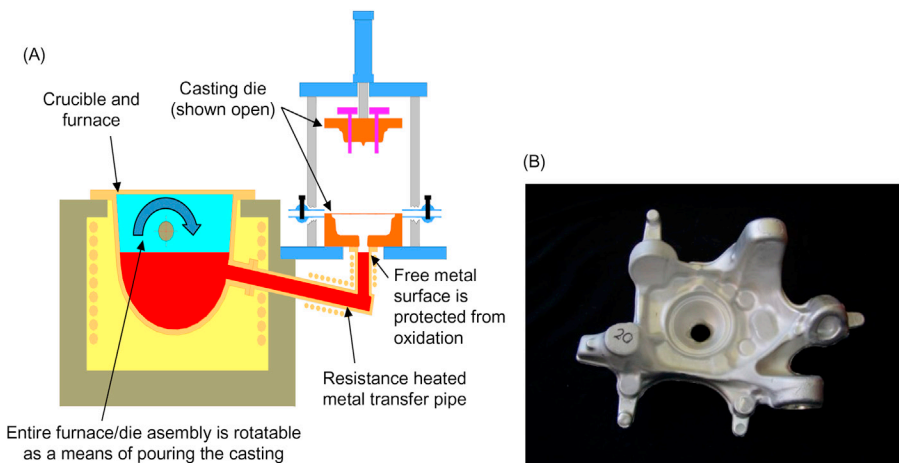 (A)
Casting die
(shown open)
Crucible and
furnace
Free metal
surface is
protected from
oxidation
Resistance heated
metal transfer pipe
Entire furnace/die asembly is rotatable
as a means of pouring the casting
(B)
20